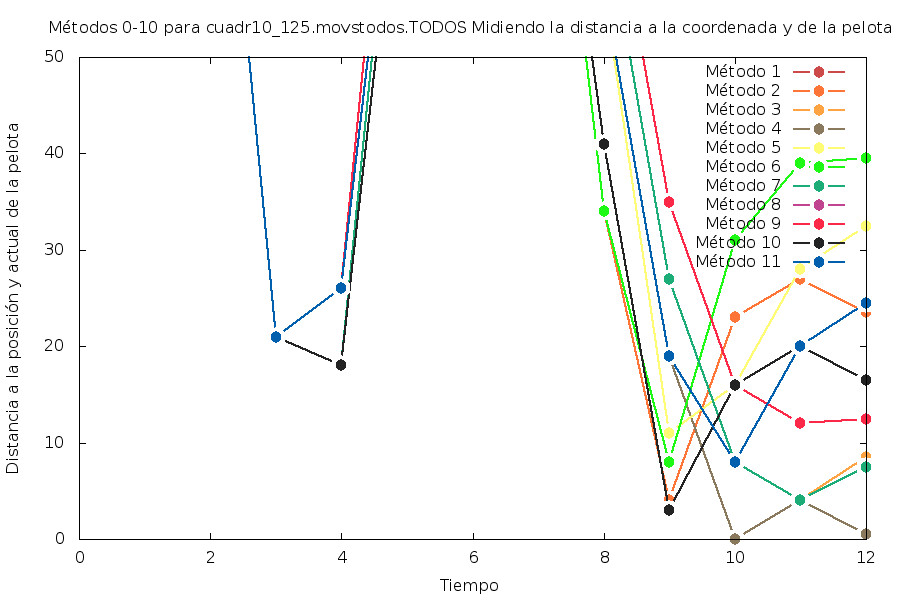 Métodos 0-10 para cuadr10_125.movstodos.TODOS Midiendo la distancia a la coordenada y de la pelota
Distancia a la posición y actual de la pelota
50
40
30
20
10
0
Método 1
Método 2
Método 3
Método 4
Método 5
Método 6
Método 7
Método 8
Método 9
Método 10
Método 11
0 2 4 6 8 10 12
Tiempo